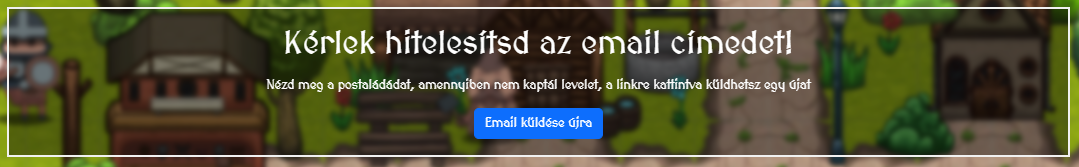 Kérlek hitelesítsd az email címedet!
Nézd meg a postaládádat, amennyiben nem kaptál levelet, a linkre kattintva küldhetsz egy újat
Email küldése újra